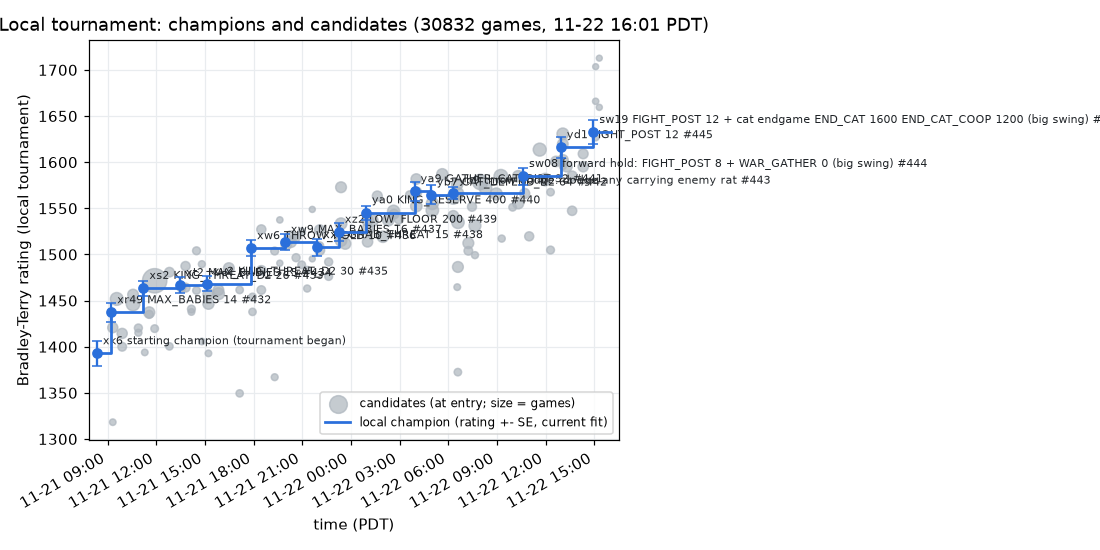 Local tournament: champions and candidates (30832 games, 11-22 16:01 PDT)
Bradley-Terry rating (local tournament)
1700
1650
1600
1550
1500
1450
1400
1350
1300
sw19 FIGHT_POST 12 + cat endgame END_CAT 1600 END_CAT_COOP 1200 (big swing) #
yd1 FIGHT_POST 12 #445
sw08 forward hold: FIGHT_POST 8 + WAR_GATHER 0 (big swing) #444
any carrying enemy rat #443
ya0 KING_RESERVE 400 #440
xz2 LOW_FLOOR 200 #439
xw9 MAX_BABIES 16 #437
THREAT 15 #438
KING_THREAT_D2 30 #435
xs2 KING_THREAT_D2
xr49 MAX_BABIES 14 #432
xk6 starting champion (tournament began)
candidates (at entry; size = games)
local champion (rating +- SE, current fit)
11-21 09:00
11-21 12:00
11-21 15:00
11-21 18:00
11-21 21:00
11-22 00:00
11-22 03:00
11-22 06:00
11-22 09:00
11-22 12:00
11-22 15:00
time (PDT)